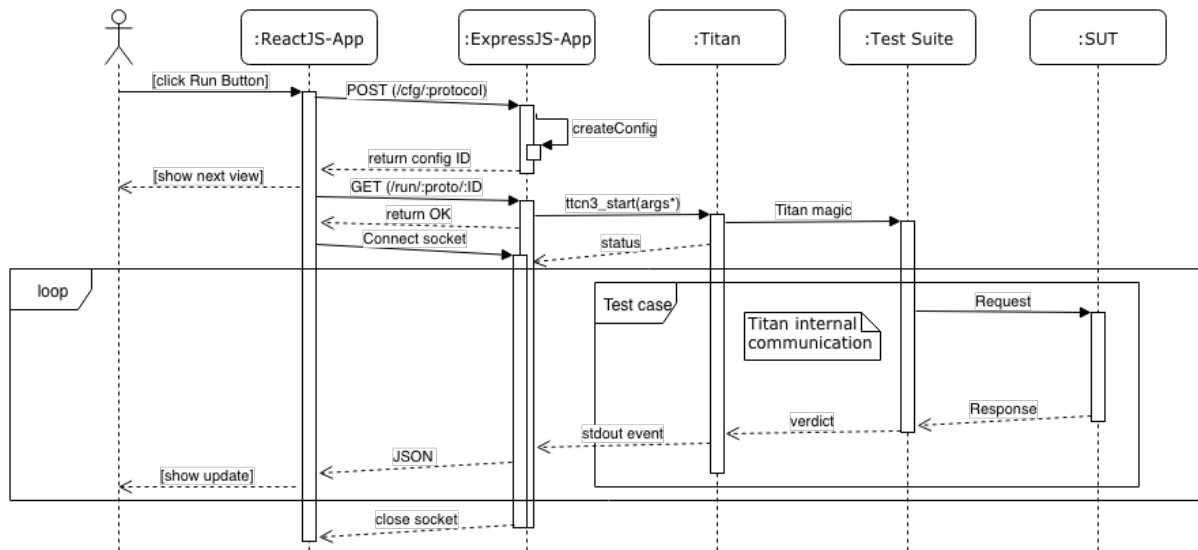 :ReactJS-App
:ExpressJS-App
:Titan
:Test Suite
:SUT
[click Run Button]
POST (/cfg/:protocol)
createConfig
return config ID
[show next view]
GET (/run/:proto/:ID
ttcn3_start(args*)
Titan magic
return OK
Connect socket
status
loop
Test case
Request
Titan internal
communication
Response
verdict
stdout event
JSON
[show update]
close socket